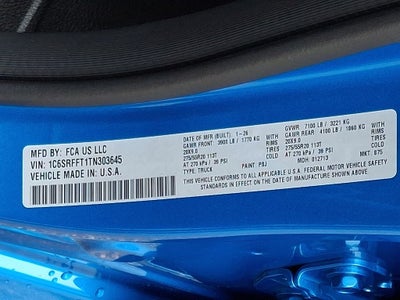 MFD BY: FCA US LLC
VIN: 1C6SRFFT1TN303645
VEHICLE MADE IN: U.S.A.
DATE OF MFR (BUILT): 1-26
GAWR FRONT 3900 LB / 1770 KG
20X9.0 RIMS
275/55R20 113T TIRES
AT 270 kPa / 39 PSI COLD
TYPE: TRUCK PAINT: PBJ
GVWR: 7100 LB / 3221 KG
GAWR REAR 4100 LB / 1860 KG
20X9.0 RIMS
275/55R20 113T TIRES
AT 270 kPa / 39 PSI COLD
MDH: 012713 MKT: 875
THIS VEHICLE CONFORMS TO ALL APPLICABLE U.S.A. FEDERAL MOTOR VEHICLE SAFETY
STANDARDS IN EFFECT ON THE DATE OF MANUFACTURE SHOWN ABOVE.